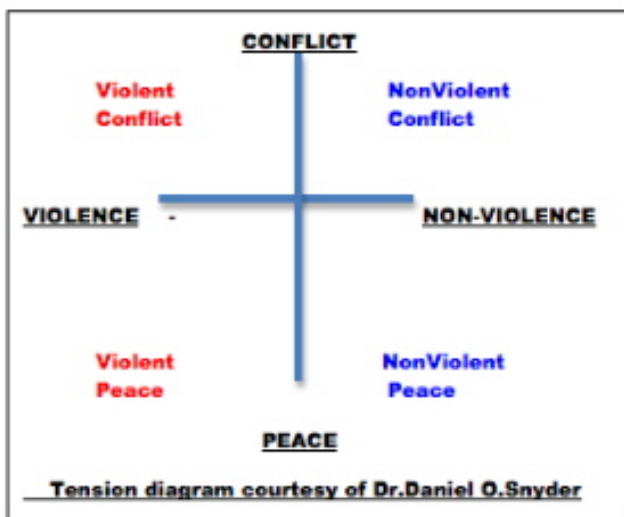 CONFLICT
Violent
Conflict
NonViolent
Conflict
VIOLENCE -
NON-VIOLENCE
Violent
Peace
NonViolent
Peace
PEACE
Tension diagram courtesy of Dr.Daniel O.Snyder